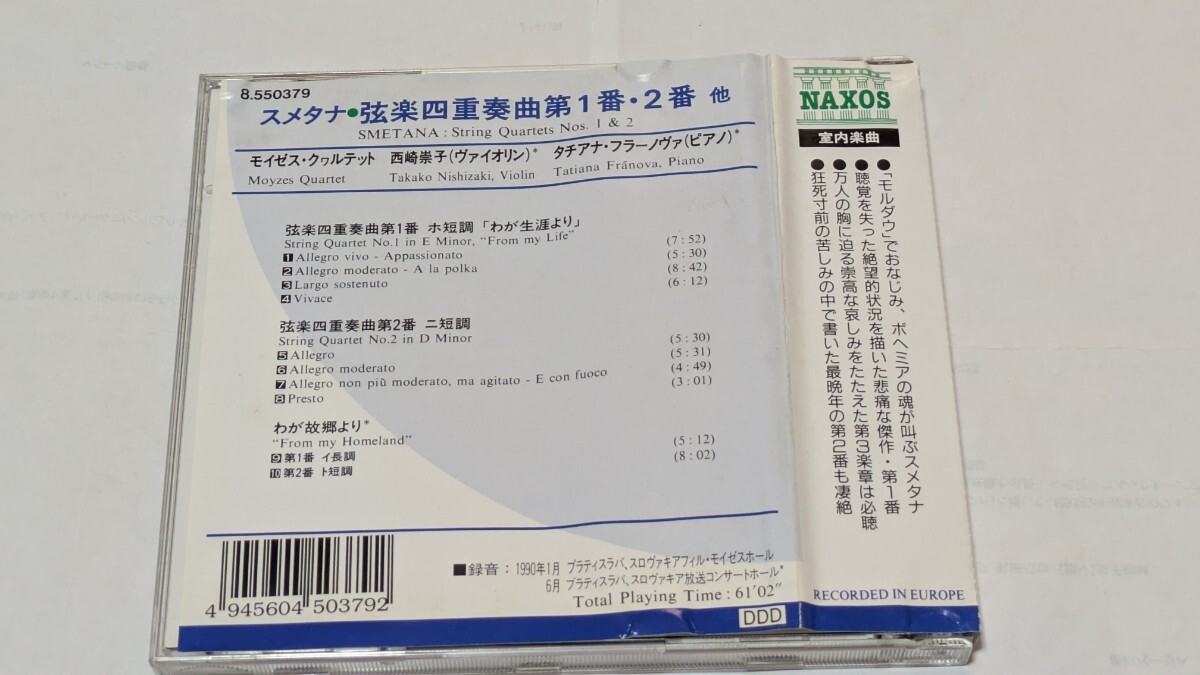 8.550379
スメタナ•弦楽四重奏曲第1番・2番 他
SMETANA : String Quartets Nos. 1 & 2
モイゼス・クヮルテット 西崎崇子(ヴァイオリン)* タチアナ・フラーノヴァ(ピアノ)*
Moyzes Quartet Takako Nishizaki, Violin Tatiana Fránova, Piano
弦楽四重奏曲第1番 ホ短調「わが生涯より」
String Quartet No.1 in E Minor, "From my Life"
1 Allegro vivo - Appassionato (7 : 52)
2 Allegro moderato - A la polka (5 : 30)
3 Largo sostenuto (8 : 42)
4 Vivace (6 : 12)
弦楽四重奏曲第2番 ニ短調
String Quartet No.2 in D Minor
5 Allegro (5 : 30)
6 Allegro moderato (5 : 31)
7 Allegro non più moderato, ma agitato - E con fuoco (4 : 49)
8 Presto (3 : 01)
わが故郷より*
"From my Homeland"
9 第1番 イ長調 (5 : 12)
10 第2番 ト短調 (8 : 02)
4 945604 503792
■録音：1990年1月 ブラティスラバ、スロヴァキアフィル・モイゼスホール
6月 ブラティスラバ、スロヴァキア放送コンサートホール*
Total Playing Time : 61'02"
DDD
NAXOS
室内楽曲
●「モルダウ」でおなじみ、ボヘミアの魂が叫ぶスメタナ
●聴覚を失った絶望的状況を描いた悲痛な傑作・第1番
●万人の胸に迫る崇高な哀しみをたたえた第3楽章は必聴
●狂死寸前の苦しみの中で書いた最晩年の第2番も凄絶
RECORDED IN EUROPE